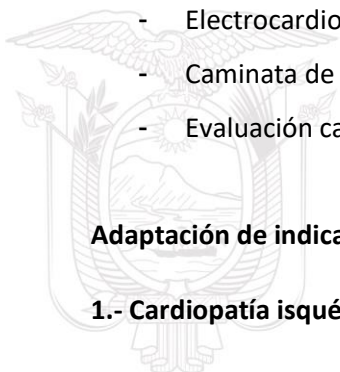 - Electrocardio
- Caminata de
- Evaluación ca
Adaptación de indica
1.- Cardiopatía isqué